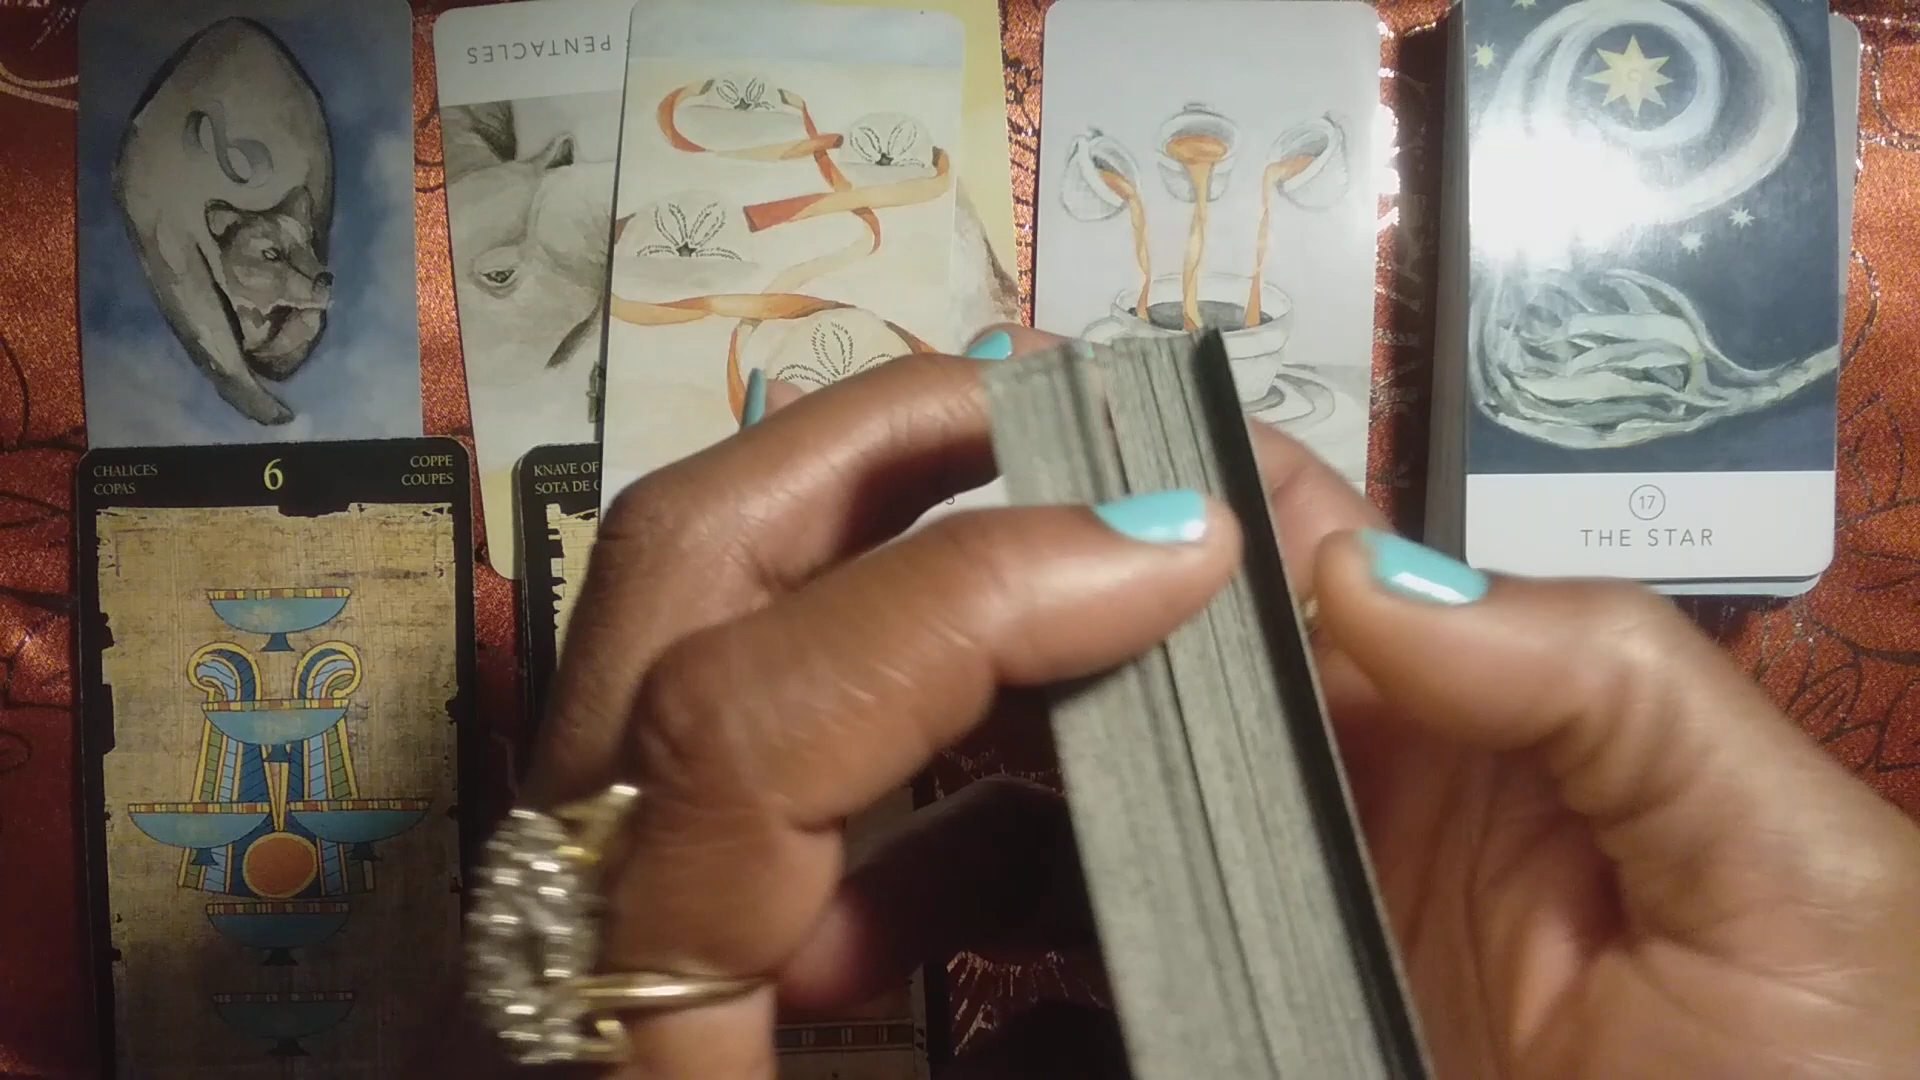 PENTACLES
CHALICES
COPAS
6
COPPE
COUPES
KNAVE OF
SOTA DE
17
THE STAR